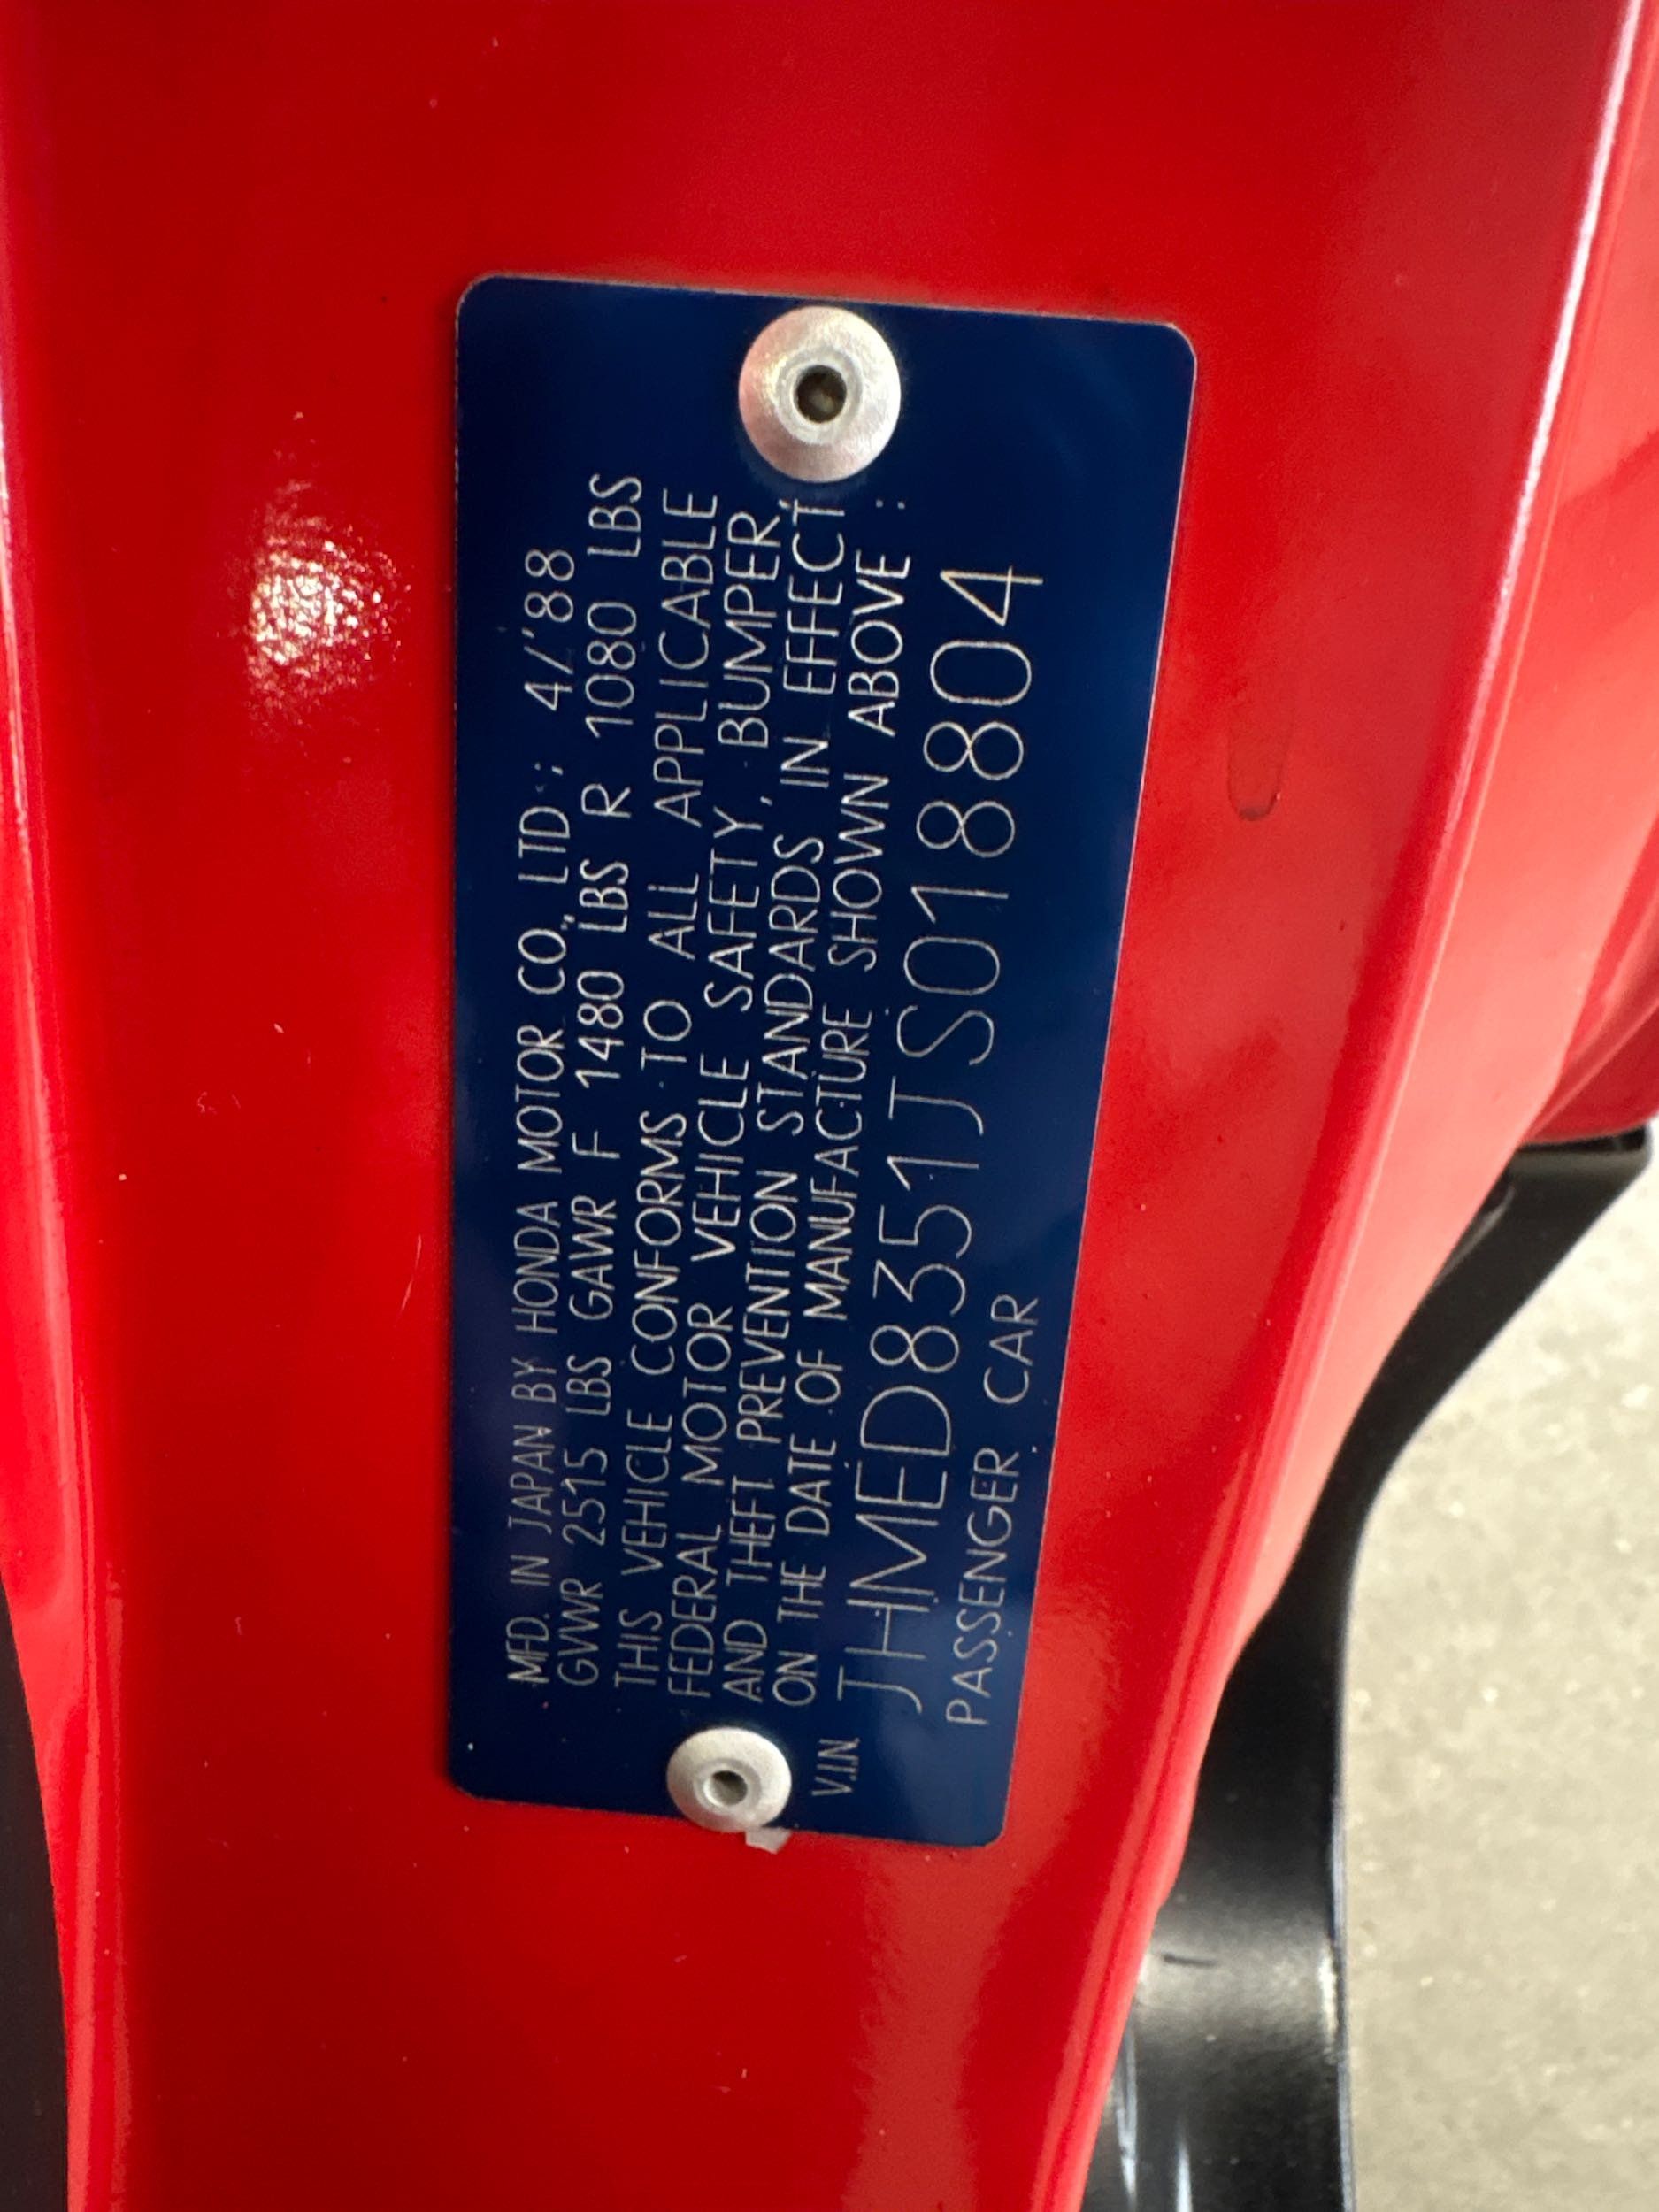 MFD. IN JAPAN BY HONDA MOTOR CO., LTD.; 4/'88
GVWR 2515 LBS GAWR F 1480 LBS R 1080 LBS
THIS VEHICLE CONFORMS TO ALL APPLICABLE
FEDERAL MOTOR VEHICLE SAFETY, BUMPER,
AND THEFT PREVENTION STANDARDS IN EFFECT
ON THE DATE OF MANUFACTURE SHOWN ABOVE :
V.I.N. JHMED8351JS018804
PASSENGER CAR